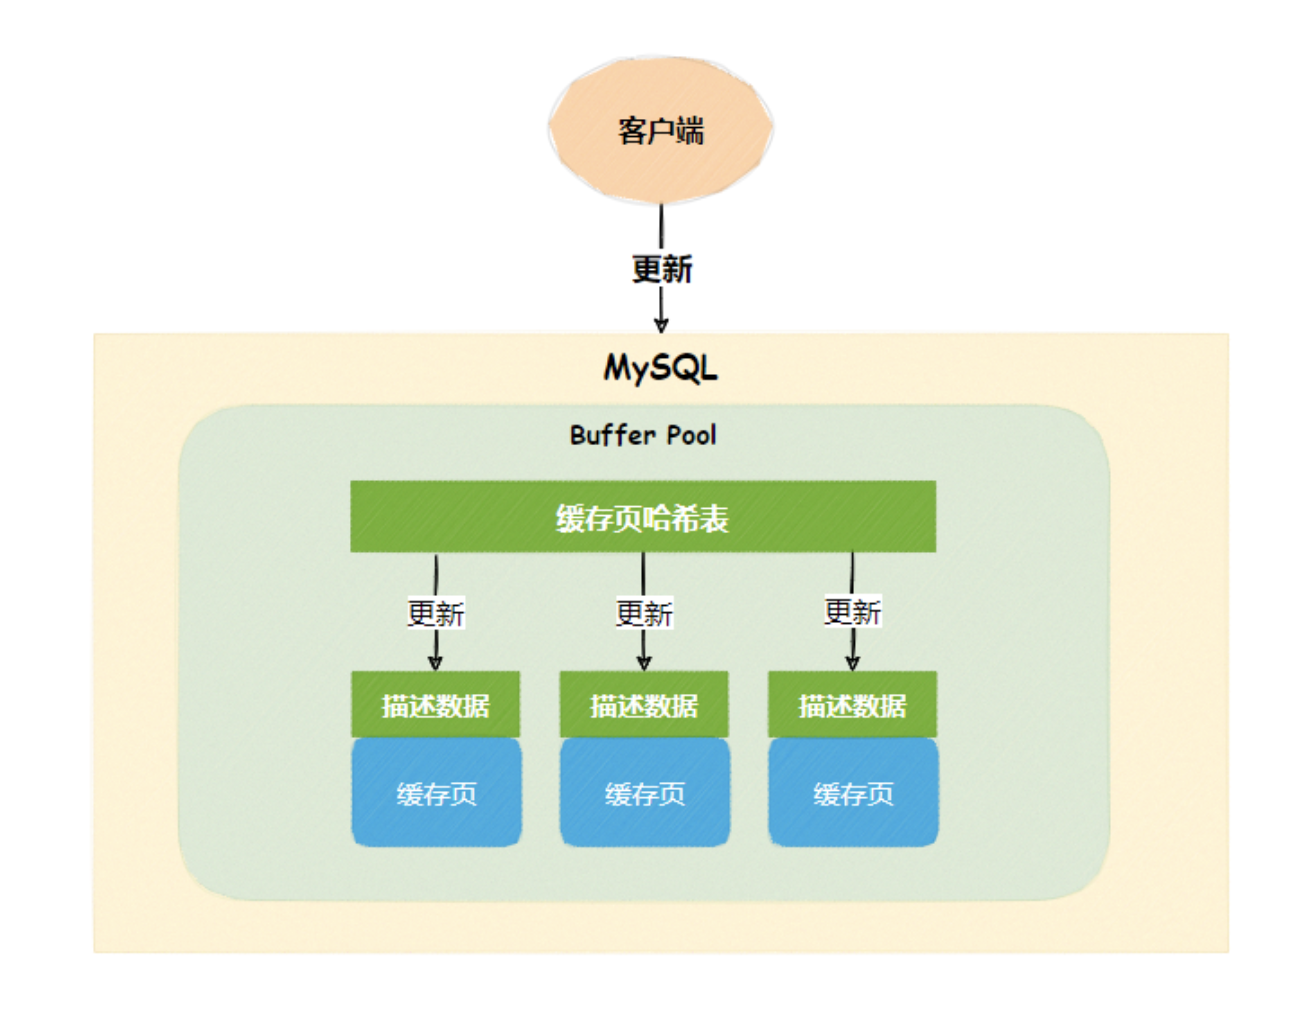 客户端
更新
MySQL
Buffer Pool
缓存页哈希表
更新 更新 更新
描述数据 描述数据 描述数据
缓存页 缓存页 缓存页